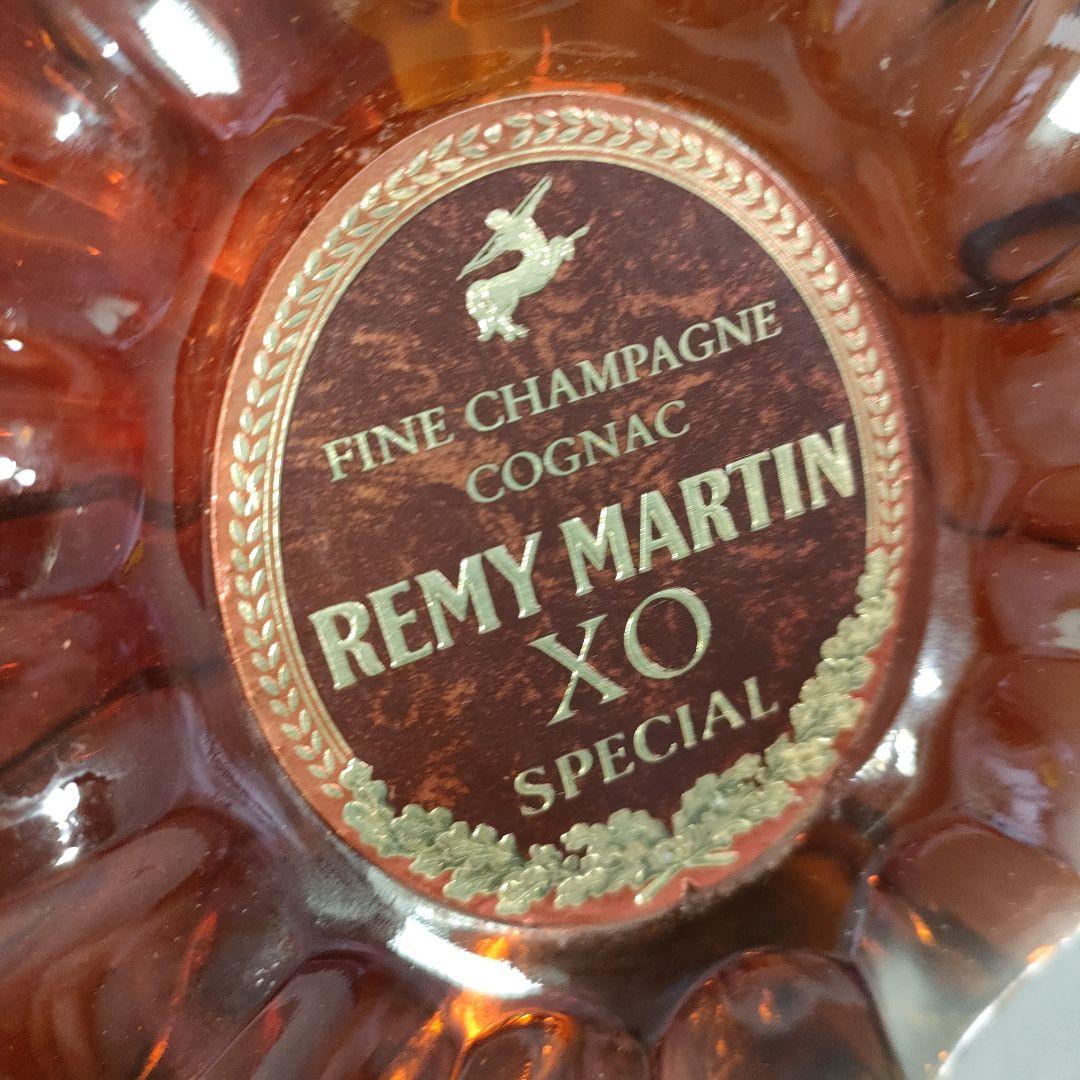 FINE CHAMPAGNE
COGNAC
REMY MARTIN
XO
SPECIAL